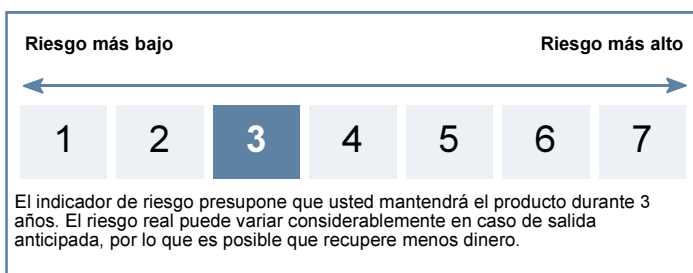 Riesgo más bajo Riesgo más alto
1 2 3 4 5 6 7
El indicador de riesgo presupone que usted mantendrá el producto durante 3
años. El riesgo real puede variar considerablemente en caso de salida
anticipada, por lo que es posible que recupere menos dinero.